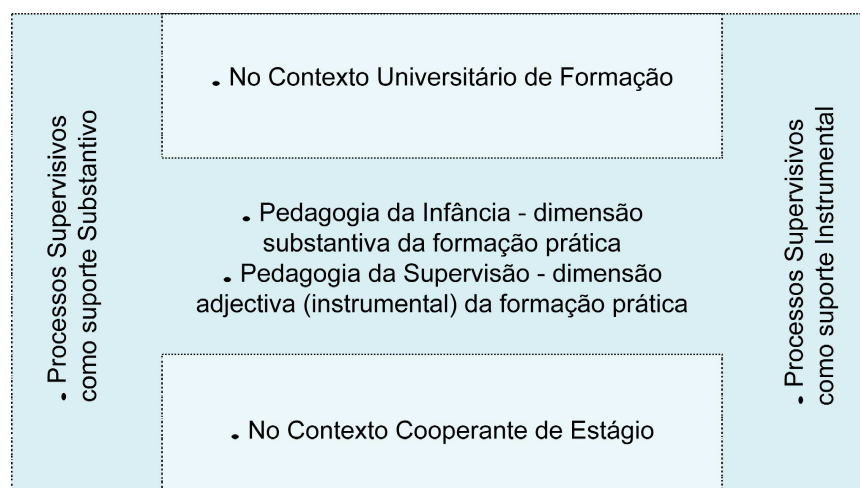 • No Contexto Universitário de Formação
• Processos Supervisivos
como suporte Substantivo
• Pedagogia da Infância - dimensão
substantiva da formação prática
• Pedagogia da Supervisão - dimensão
adjectiva (instrumental) da formação prática
• Processos Supervisivos
como suporte Instrumental
• No Contexto Cooperante de Estágio